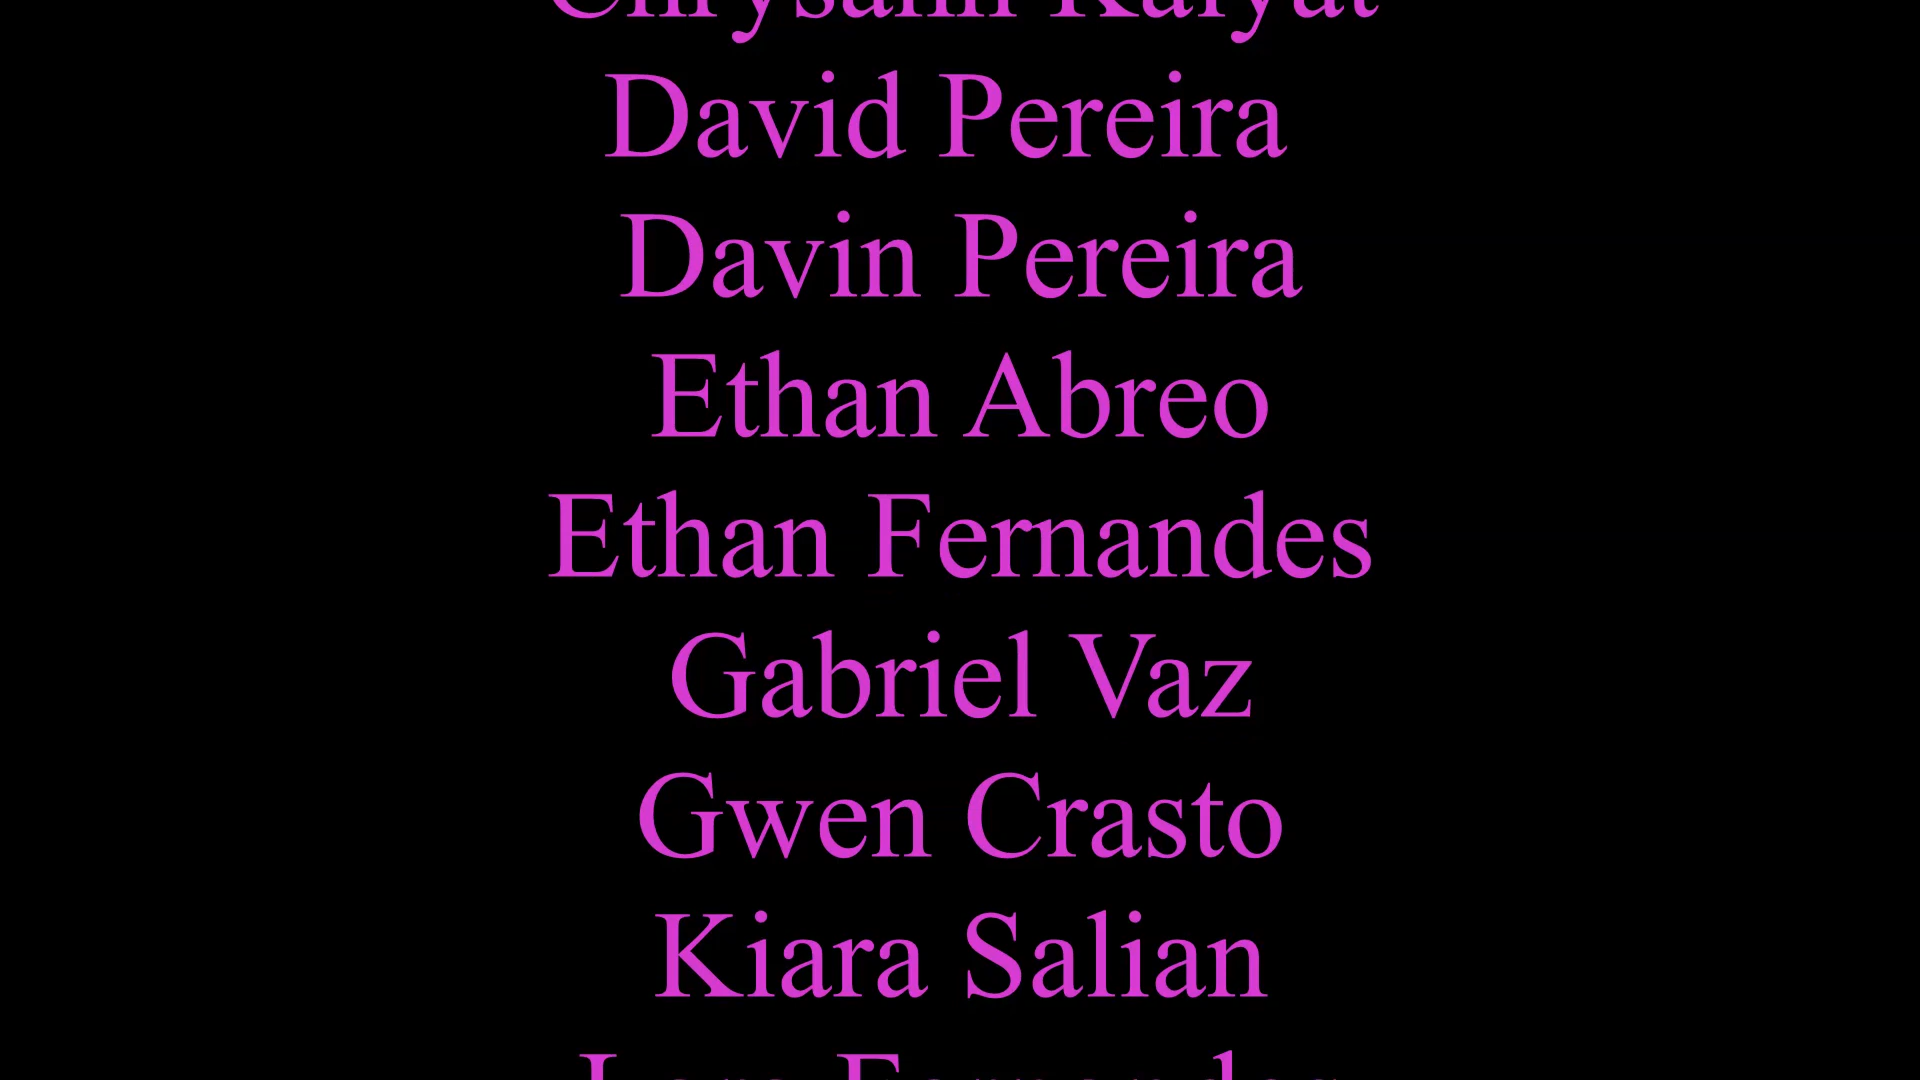 David Pereira
Davin Pereira
Ethan Abreo
Ethan Fernandes
Gabriel Vaz
Gwen Crasto
Kiara Salian